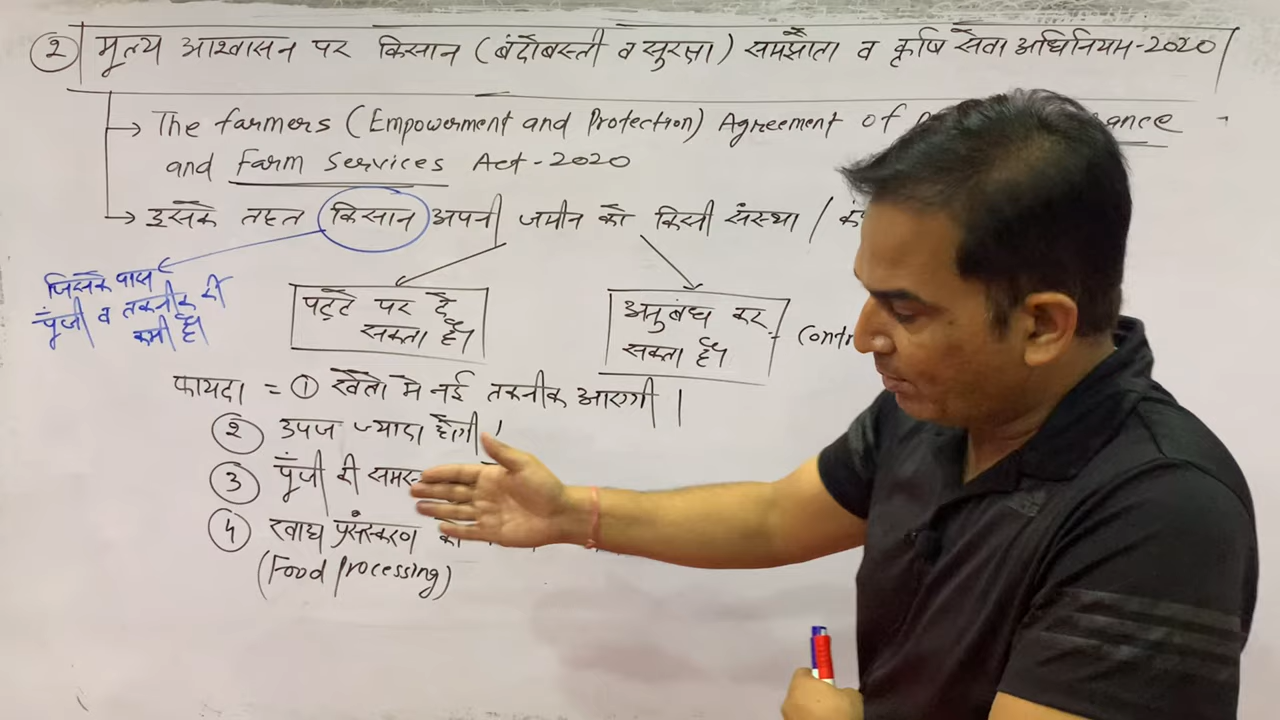 २ मूल्य आश्वासन पर किसान (बंदोबस्ती व सुरक्षा) समझौता व कृषि सेवा अधिनियम-2020
→ The farmers (Empowerment and Protection) Agreement of
and Farm Services Act-2020
→ इसके तहत किसान अपनी जमीन को किसी संस्था /
जिसके पास
पूँजी व तकनीक की
कमी है।
पट्टे पर दे
सकता है।
अनुबंध कर
सकता है।
फायदा = ① खेतो मे नई तकनीक आएगी।
② उपज ज्यादा होगी।
③ पूँजी की
④ खाद्य प्रसंस्करण
(Food Processing)